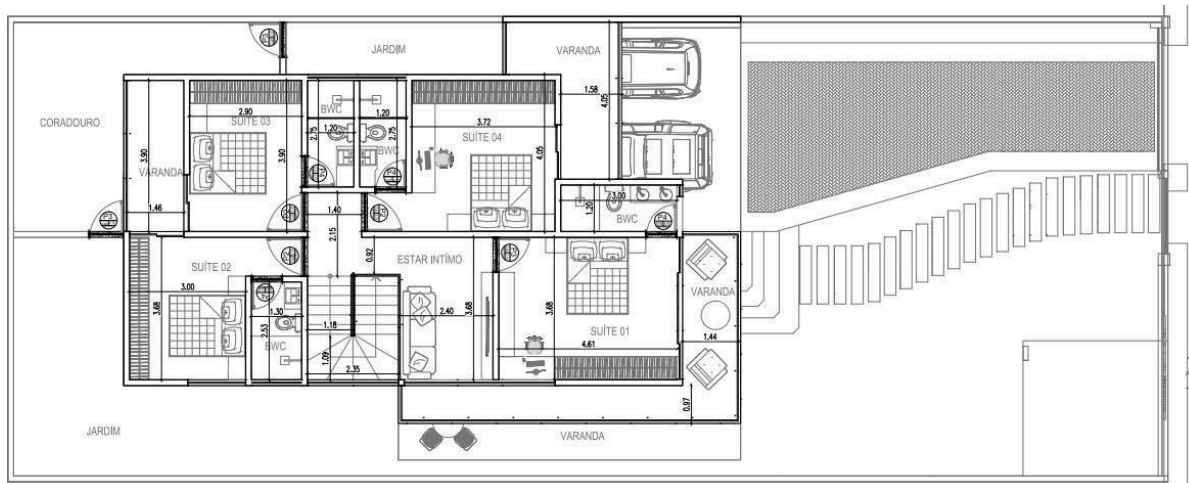 JARDIM
VARANDA
1.58
4.05
CORADOURO
2.90
SUÍTE 03
3.90
3.90
VARANDA
1.46
BWC
1.20
2.75
1.20
2.75
BWC
3.72
SUÍTE 04
4.05
1.40
2.15
3.00
1.20
BWC
P4
0.92
ESTAR INTÍMO
SUÍTE 02
3.00
3.68
1.30
2.53
BWC
1.18
1.09
2.35
2.40
3.68
3.68
SUÍTE 01
4.61
VARANDA
1.44
0.97
JARDIM
VARANDA